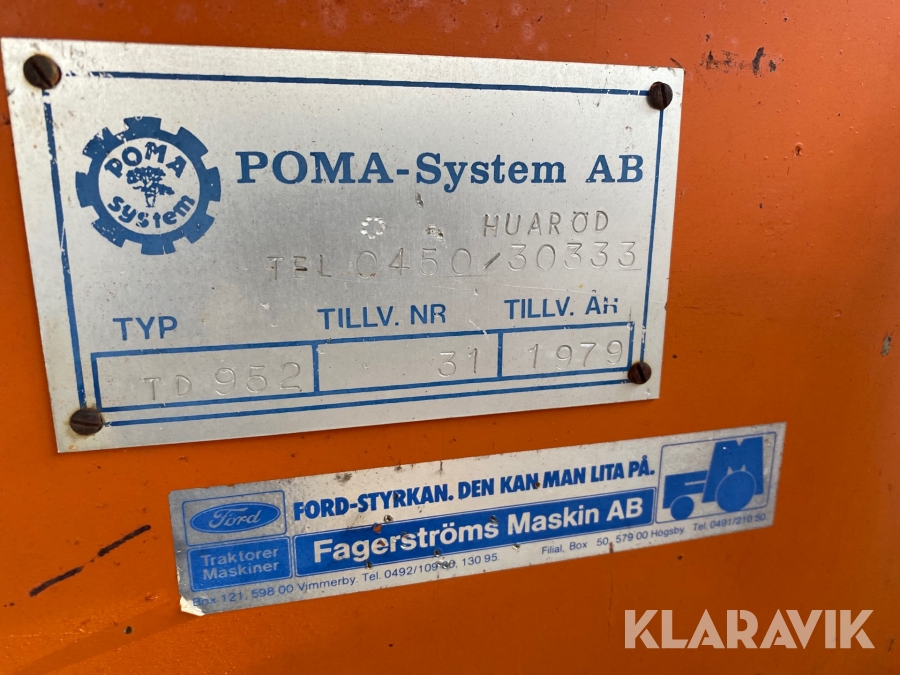 POMA
System
POMA-System AB
HUARÖD
TEL 0450/30333
TYP
TILLV. NR
TILLV. ÅR
TD 952
31
1979
Ford
Traktorer
Maskiner
FORD-STYRKAN. DEN KAN MAN LITA PÅ.
Fagerströms Maskin AB
Box 121, 598 00 Vimmerby. Tel. 0492/109 130 95.
Filial, Box 50, 579 00 Högsby Tel. 0491/210 50
KLARAVIK